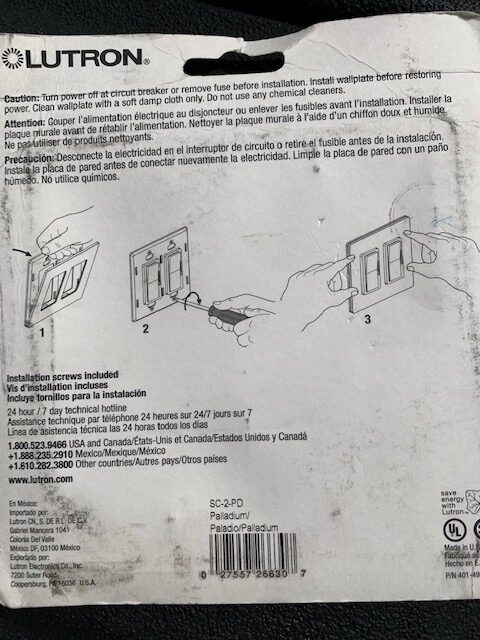 LUTRON®
Caution: Turn power off at circuit breaker or remove fuse before installation. Install wallplate before restoring
power. Clean wallplate with a soft damp cloth only. Do not use any chemical cleaners.
Attention: Couper l'alimentation électrique au disjoncteur ou enlever les fusibles avant l'installation. Installer la
plaque murale avant de rétablir l'alimentation. Nettoyer la plaque murale à l'aide d'un chiffon doux et humide.
Ne pas utiliser de produits nettoyants.
Precaución: Desconecte la electricidad en el interruptor de circuito o retire el fusible antes de la instalación.
Instale la placa de pared antes de conectar nuevamente la electricidad. Limpie la placa de pared con un paño
húmedo. No utilice químicos.
1
2
3
Installation screws included
Vis d'installation incluses
Incluye tornillos para la instalación
24 hour / 7 day technical hotline
Assistance technique par téléphone 24 heures sur 24/7 jours sur 7
Línea de asistencia técnica las 24 horas todos los días
1.800.523.9466 USA and Canada/États-Unis et Canada/Estados Unidos y Canadá
+1.888.235.2910 Mexico/Mexique/México
+1.610.282.3800 Other countries/Autres pays/Otros países
www.lutron.com
En México:
Importado por:
Lutron CN, S. DE R.L. DE C.V.
Gabriel Mancera 1041
Colonia Del Valle
México DF, 03100 México
Exportado por:
Lutron Electronics Co., Inc.
7200 Suter Road
Coopersburg, PA 18036 U.S.A.
SC-2-PD
Palladium/
Paladio/Palladium
0 27557 26630 7
save
energy
with
Lutron
UL
Made in U.S
Fabriqué a
Hecho en E
P/N 401-49